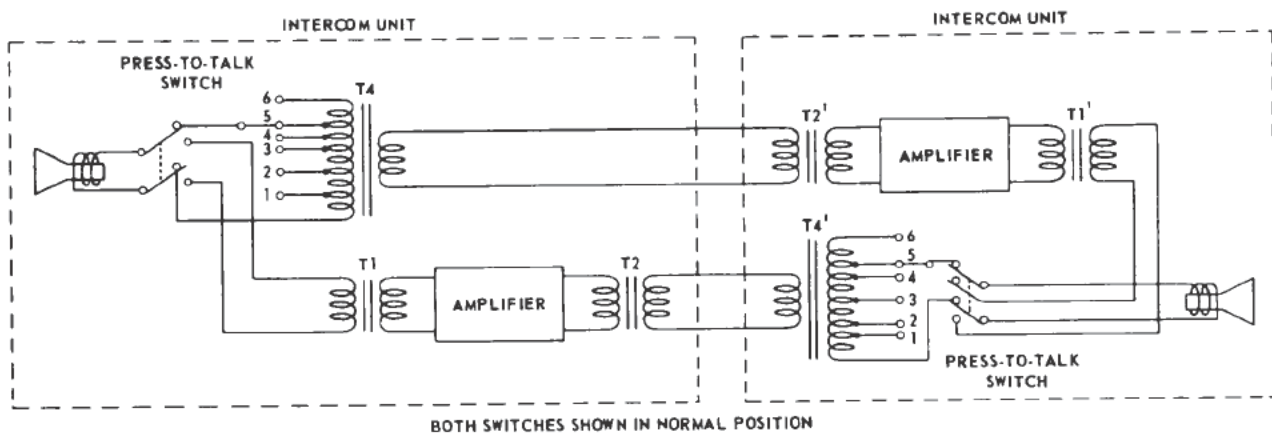 INTERCOM UNIT
PRESS-TO-TALK
SWITCH
T4
6
5
4
3
2
1
T1
AMPLIFIER
T2
INTERCOM UNIT
T2'
AMPLIFIER
T1'
T4'
6
5
4
3
2
1
PRESS-TO-TALK
SWITCH
BOTH SWITCHES SHOWN IN NORMAL POSITION